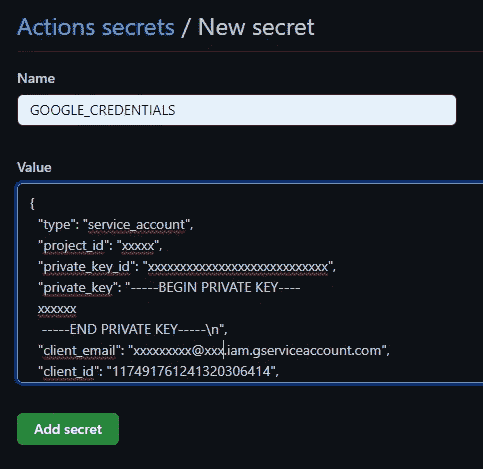 Actions secrets / New secret
Name
GOOGLE_CREDENTIALS
Value
{
"type": "service_account",
"project_id": "xxxxx",
"private_key_id": "xxxxxxxxxxxxxxxxxxxxxxxxxxxx",
"private_key": "-----BEGIN PRIVATE KEY----
xxxxxx
-----END PRIVATE KEY-----\n",
"client_email": "xxxxxxxxx@xxx.iam.gserviceaccount.com",
"client_id": "117491761241320306414",
Add secret